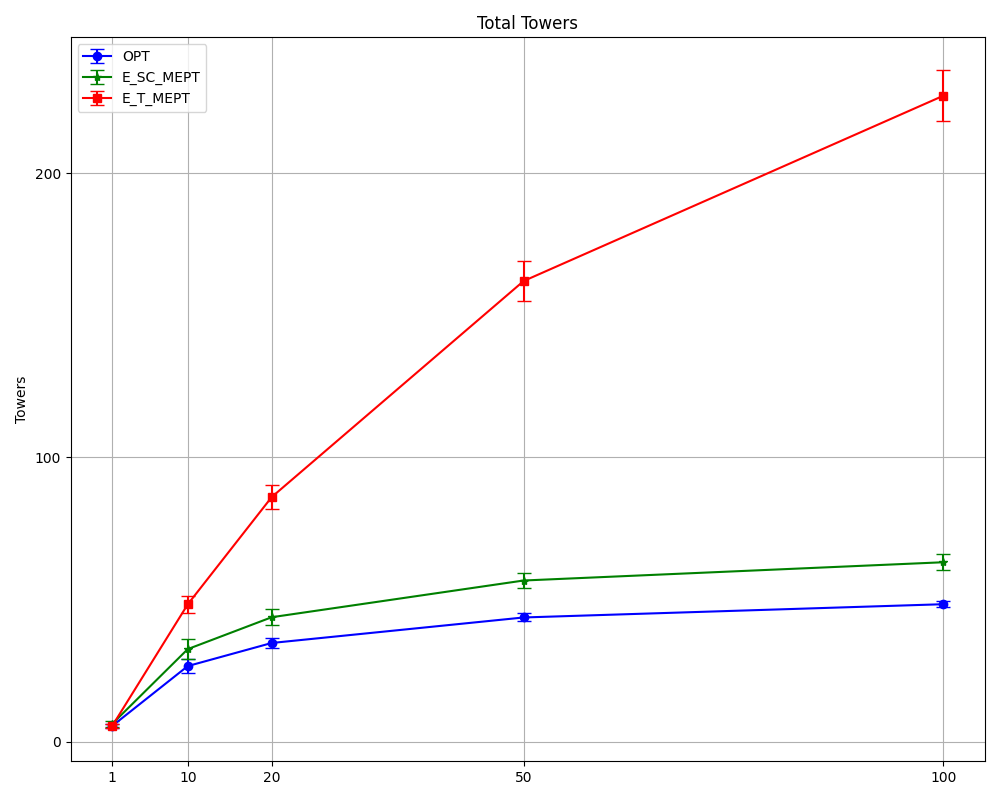 Total Towers
OPT
E_SC_MEPT
E_T_MEPT
200
100
0
Towers
1 10 20 50 100